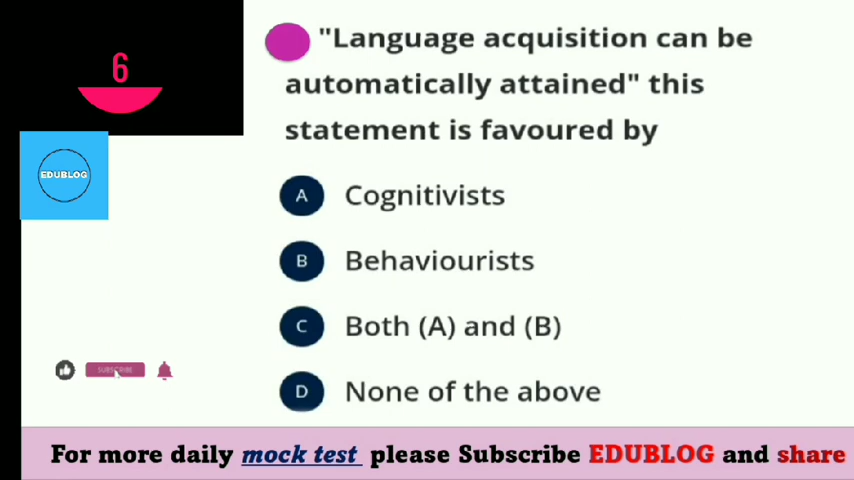 6
EDUBLOG
"Language acquisition can be
automatically attained" this
statement is favoured by
A Cognitivists
B Behaviourists
C Both (A) and (B)
D None of the above
SUBSCRIBE
For more daily mock test please Subscribe EDUBLOG and share